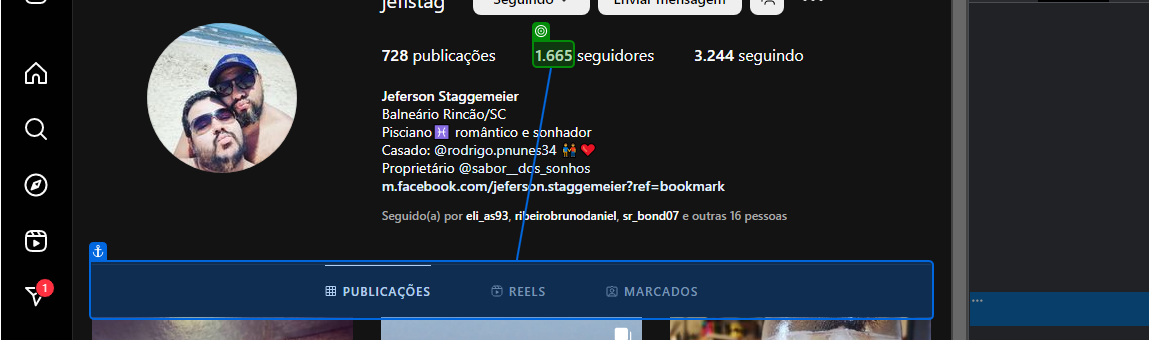 jefistag Seguindo Enviar mensagem
728 publicações 1.665 seguidores 3.244 seguindo
Jeferson Staggemeier
Balneário Rincão/SC
Pisciano ♓ romântico e sonhador
Casado: @rodrigo.pnunes34 👬 ❤️
Proprietário @sabor__dos_sonhos
m.facebook.com/jeferson.staggemeier?ref=bookmark
Seguido(a) por eli_as93, ribeirobrunodaniel, sr_bond07 e outras 16 pessoas
PUBLICAÇÕES REELS MARCADOS
1